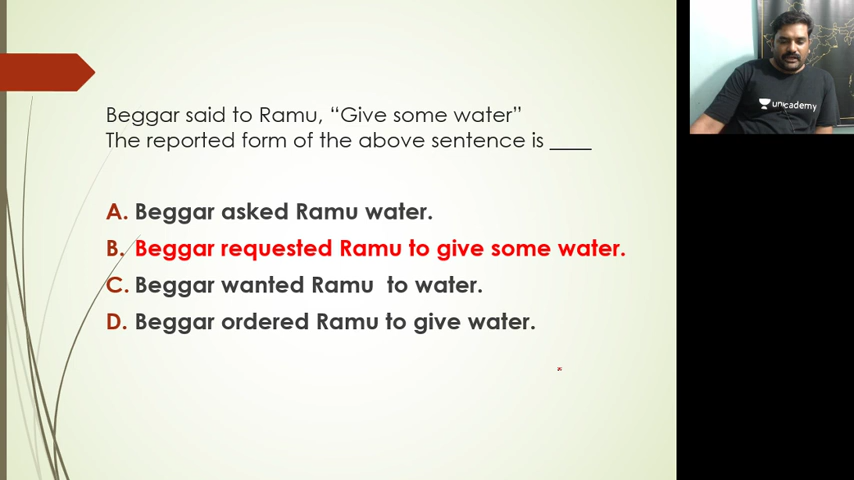 Beggar said to Ramu, “Give some water”
The reported form of the above sentence is ____
A. Beggar asked Ramu water.
B. Beggar requested Ramu to give some water.
C. Beggar wanted Ramu to water.
D. Beggar ordered Ramu to give water.
unacademy